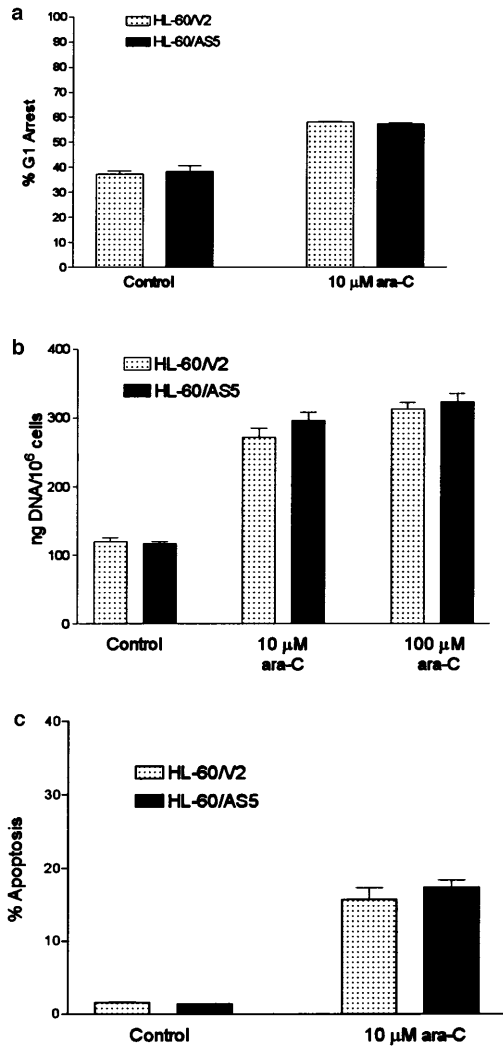 a
HL-60/V2
HL-60/AS5
% G1 Arrest
100
90
80
70
60
50
40
30
20
10
0
Control
10 µM ara-C
b
HL-60/V2
HL-60/AS5
ng DNA/10⁶ cells
400
300
200
100
0
Control
10 µM
ara-C
100 µM
ara-C
c
HL-60/V2
HL-60/AS5
% Apoptosis
40
30
20
10
0
Control
10 µM ara-C